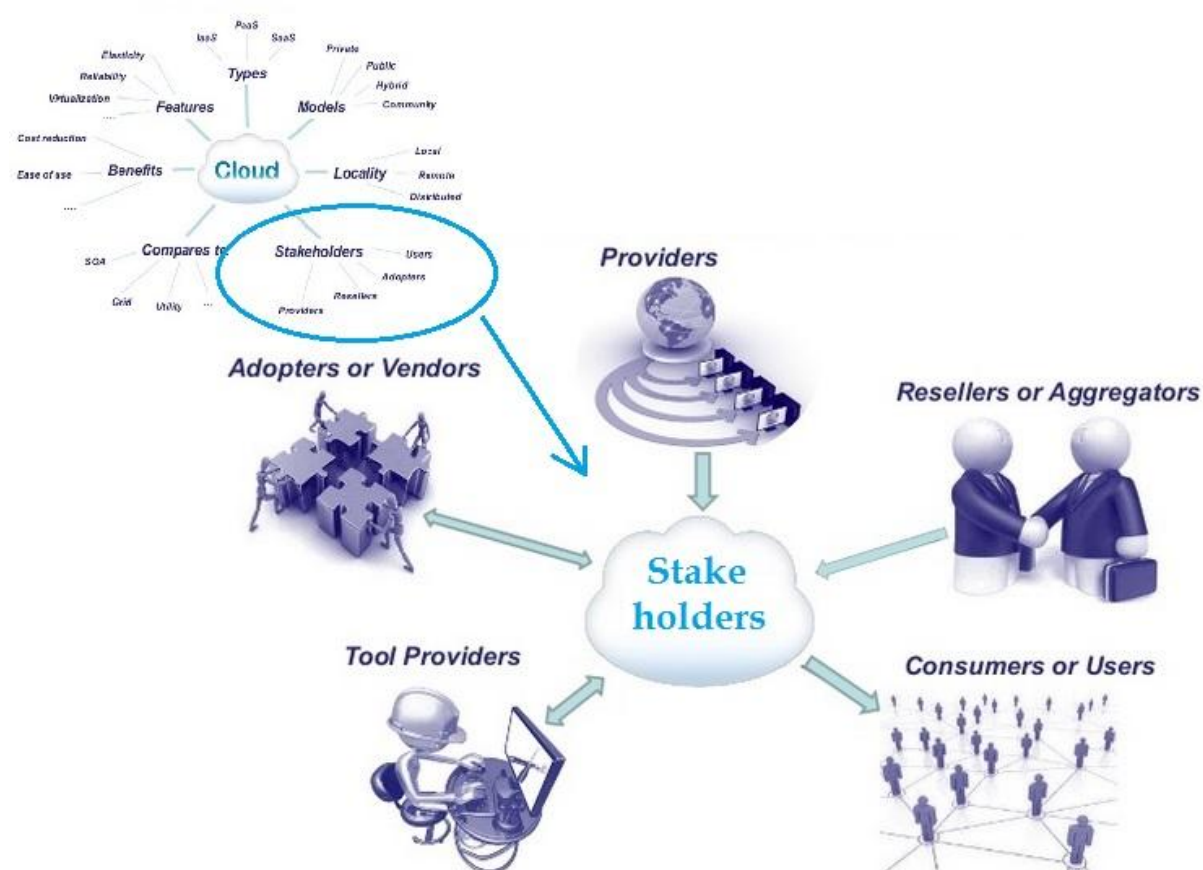 PaaS
IaaS
SaaS
Types
Elasticity
Reliability
Virtualization
....
Features
Private
Public
Hybrid
Community
Models
Cost reduction
Ease of use
....
Benefits
Cloud
Locality
Local
Remote
Distributed
Compares to
SOA
Grid
Utility
...
Stakeholders
Users
Adopters
Resellers
Providers
Providers
Adopters or Vendors
Resellers or Aggregators
Stake
holders
Tool Providers
Consumers or Users